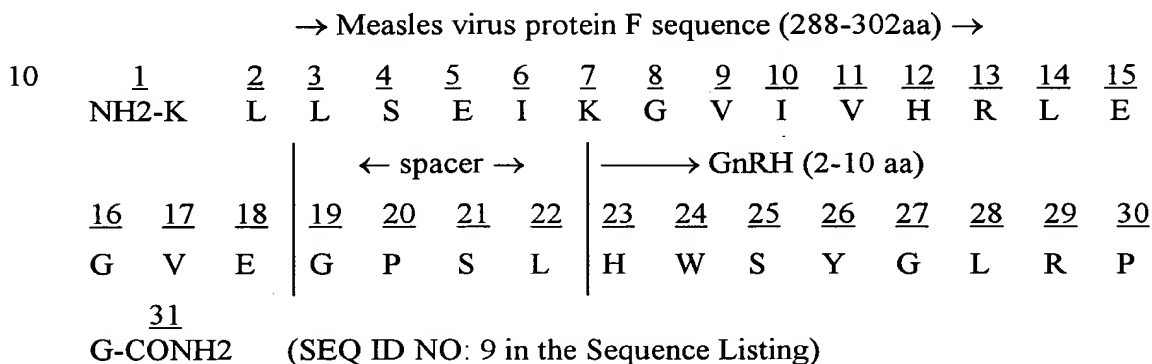 → Measles virus protein F sequence (288-302aa) →
10 1 2 3 4 5 6 7 8 9 10 11 12 13 14 15
NH2-K L L S E I K G V I V H R L E
← spacer → → GnRH (2-10 aa)
16 17 18 19 20 21 22 23 24 25 26 27 28 29 30
G V E G P S L H W S Y G L R P
31
G-CONH2 (SEQ ID NO: 9 in the Sequence Listing)